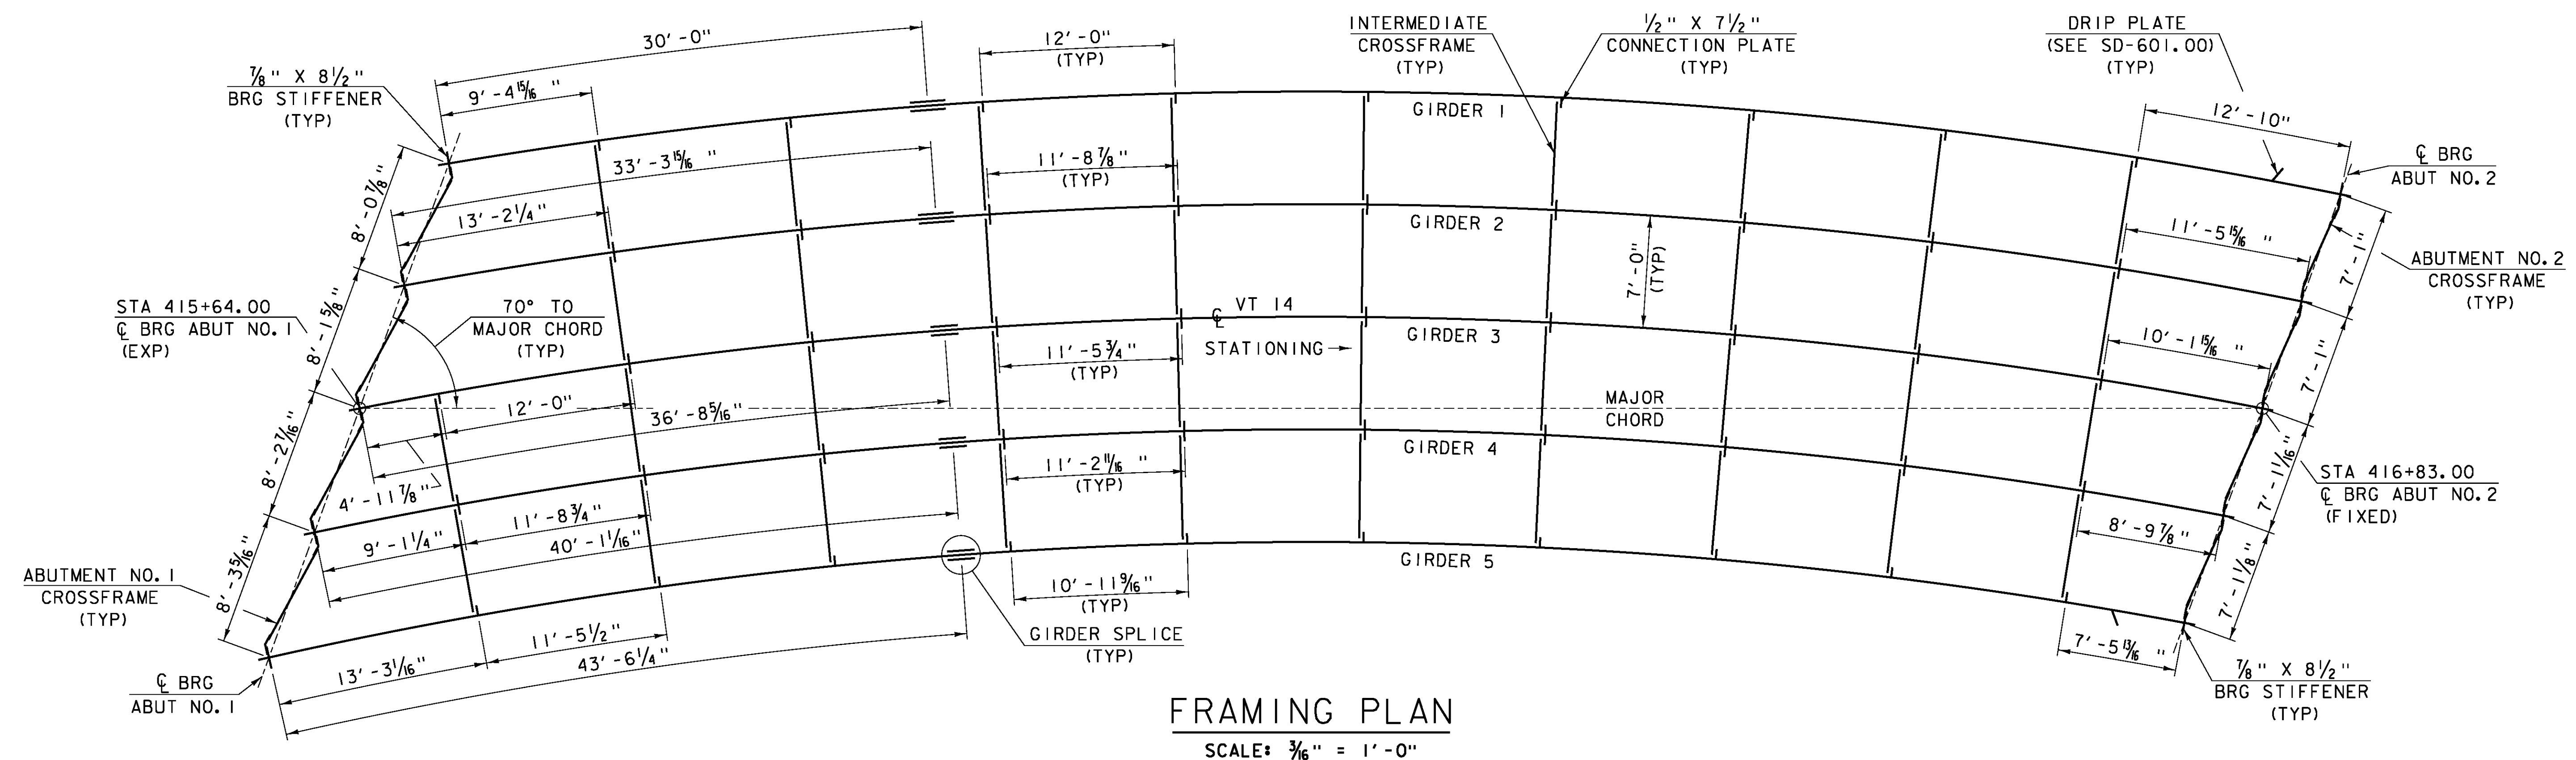 30'-0"
12'-0"
(TYP)
INTERMEDIATE
CROSSFRAME
(TYP)
1/2" X 7 1/2"
CONNECTION PLATE
(TYP)
DRIP PLATE
(SEE SD-601.00)
(TYP)
7/8" X 8 1/2"
BRG STIFFENER
(TYP)
9'-4 15/16"
GIRDER 1
12'-10"
℄ BRG
ABUT NO. 2
33'-3 15/16"
11'-8 7/8"
(TYP)
8'-0 7/8"
13'-2 1/4"
GIRDER 2
7'-0"
(TYP)
11'-5 15/16"
7'-1"
ABUTMENT NO. 2
CROSSFRAME
(TYP)
STA 415+64.00
℄ BRG ABUT NO. 1
(EXP)
8'-1 5/8"
70° TO
MAJOR CHORD
(TYP)
℄ VT 14
STATIONING
GIRDER 3
11'-5 3/4"
(TYP)
10'-1 15/16"
7'-1"
12'-0"
36'-8 5/16"
MAJOR
CHORD
8'-2 7/16"
4'-11 7/8"
GIRDER 4
11'-2 11/16"
(TYP)
7'-1 1/16"
STA 416+83.00
℄ BRG ABUT NO. 2
(FIXED)
9'-1 1/4"
11'-8 3/4"
40'-1 1/16"
8'-9 7/8"
ABUTMENT NO. 1
CROSSFRAME
(TYP)
8'-3 5/16"
GIRDER 5
10'-11 9/16"
(TYP)
7'-1 1/8"
13'-3 1/16"
11'-5 1/2"
43'-6 1/4"
GIRDER SPLICE
(TYP)
7'-5 13/16"
℄ BRG
ABUT NO. 1
7/8" X 8 1/2"
BRG STIFFENER
(TYP)
FRAMING PLAN
SCALE: 3/16" = 1'-0"